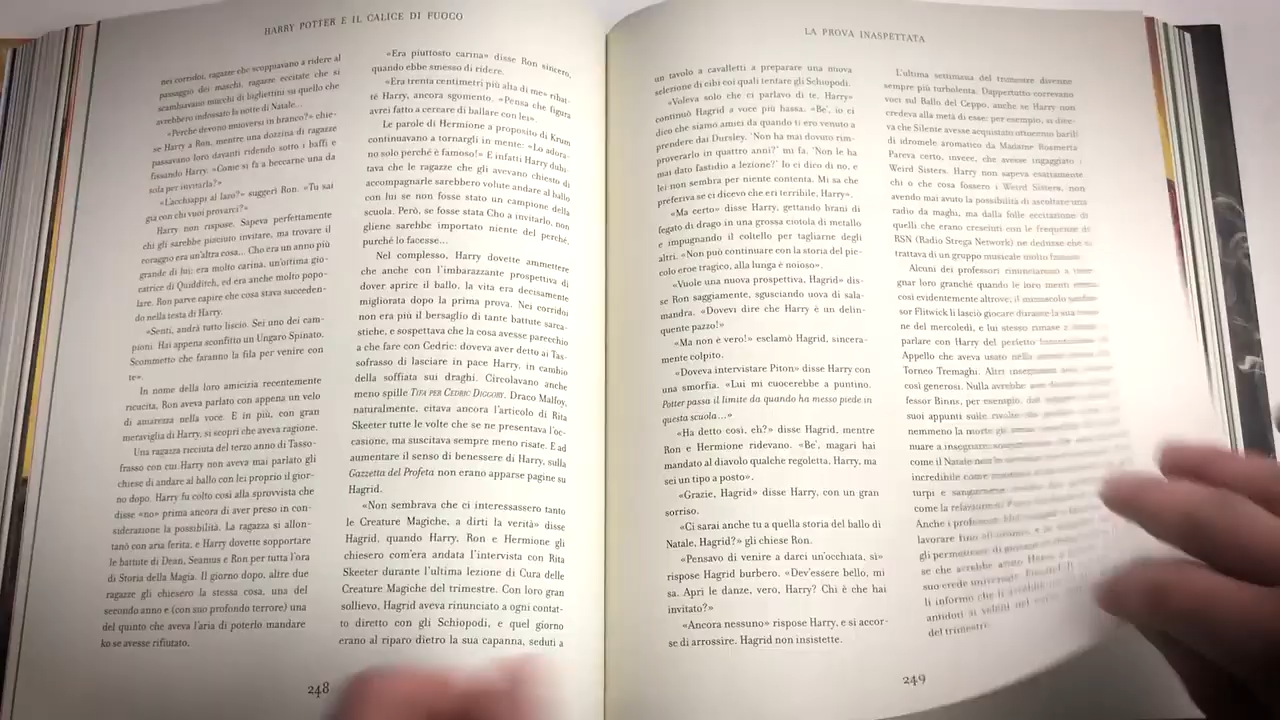 HARRY POTTER E IL CALICE DI FUOCO
nei corridoi, ragazze che scoppiavano a ridere al
passaggio dei maschi, ragazze eccitate che si
scambiavano mucchi di bigliettini su quello che
avrebbero indossato la notte di Natale...
«Perché devono muoversi in branco?» chie-
se Harry a Ron, mentre una dozzina di ragazze
passavano loro davanti ridendo sotto i baffi e
fissando Harry. «Come si fa a beccarne una da
sola per invitarla?»
«L'acchiappi al lazo?» suggerì Ron. «Tu sai
già con chi vuoi provarci?»
Harry non rispose. Sapeva perfettamente
chi gli sarebbe piaciuto invitare, ma trovare il
coraggio era un'altra cosa... Cho era un anno più
grande di lui; era molto carina, un'ottima gio-
catrice di Quidditch, ed era anche molto popo-
lare. Ron parve capire che cosa stava succeden-
do nella testa di Harry.
«Senti, andrà tutto liscio. Sei uno dei cam-
pioni. Hai appena sconfitto un Ungaro Spinato.
Scommetto che faranno la fila per venire con
te».
In nome della loro amicizia recentemente
ricucita, Ron aveva parlato con appena un velo
di amarezza nella voce. E in più, con gran
meraviglia di Harry, si scoprì che aveva ragione.
Una ragazza ricciuta del terzo anno di Tasso-
frasso con cui Harry non aveva mai parlato gli
chiese di andare al ballo con lei proprio il gior-
no dopo. Harry fu colto così alla sprovvista che
disse «no» prima ancora di aver preso in con-
siderazione la possibilità. La ragazza si allon-
tanò con aria ferita, e Harry dovette sopportare
le battute di Dean, Seamus e Ron per tutta l'ora
di Storia della Magia. Il giorno dopo, altre due
ragazze gli chiesero la stessa cosa, una del
secondo anno e (con suo profondo terrore) una
del quinto che aveva l'aria di poterlo mandare
ko se avesse rifiutato.
«Era piuttosto carina» disse Ron sincero,
quando ebbe smesso di ridere.
«Era trenta centimetri più alta di me» ribat-
té Harry, ancora sgomento. «Pensa che figura
avrei fatto a cercare di ballare con lei».
Le parole di Hermione a proposito di Krum
continuavano a tornargli in mente: «Lo adora-
no solo perché è famoso!» E infatti Harry dubi-
tava che le ragazze che gli avevano chiesto di
accompagnarle sarebbero volute andare al ballo
con lui se non fosse stato un campione della
scuola. Però, se fosse stata Cho a invitarlo, non
gliene sarebbe importato niente del perché,
purché lo facesse...
Nel complesso, Harry dovette ammettere
che anche con l'imbarazzante prospettiva di
dover aprire il ballo, la vita era decisamente
migliorata dopo la prima prova. Nei corridoi
non era più il bersaglio di tante battute sarca-
stiche, e sospettava che la cosa avesse parecchio
a che fare con Cedric: doveva aver detto ai Tas-
sofrasso di lasciare in pace Harry, in cambio
della soffiata sui draghi. Circolavano anche
meno spille TIFA PER CEDRIC DIGGORY. Draco Malfoy,
naturalmente, citava ancora l'articolo di Rita
Skeeter tutte le volte che se ne presentava l'oc-
casione, ma suscitava sempre meno risate. E ad
aumentare il senso di benessere di Harry, sulla
Gazzetta del Profeta non erano apparse pagine su
Hagrid.
«Non sembrava che ci interessassero tanto
le Creature Magiche, a dirti la verità» disse
Hagrid, quando Harry, Ron e Hermione gli
chiesero com'era andata l'intervista con Rita
Skeeter durante l'ultima lezione di Cura delle
Creature Magiche del trimestre. Con loro gran
sollievo, Hagrid aveva rinunciato a ogni contat-
to diretto con gli Schiopodi, e quel giorno
erano al riparo dietro la sua capanna, seduti a
248
LA PROVA INASPETTATA
un tavolo a cavalletti a preparare una nuova
selezione di cibi coi quali tentare gli Schiopodi.
«Voleva solo che ci parlavo di te, Harry»
continuò Hagrid a voce più bassa. «Be', io ci
dico che siamo amici da quando ti ero venuto a
prendere dai Dursley. 'Non ha mai dovuto rim-
proverarlo in quattro anni?' mi fa. 'Non le ha
mai dato fastidio a lezione?' Io ci dico di no, e
lei non sembra per niente contenta. Mi sa che
preferiva se ci dicevo che eri terribile, Harry».
«Ma certo» disse Harry, gettando brani di
fegato di drago in una grossa ciotola di metallo
e impugnando il coltello per tagliarne degli
altri. «Non può continuare con la storia del pic-
colo eroe tragico, alla lunga è noioso».
«Vuole una nuova prospettiva, Hagrid» dis-
se Ron saggiamente, sgusciando uova di sala-
mandra. «Dovevi dire che Harry è un delin-
quente pazzo!»
«Ma non è vero!» esclamò Hagrid, sincera-
mente colpito.
«Doveva intervistare Piton» disse Harry con
una smorfia. «Lui mi cuocerebbe a puntino.
Potter passa il limite da quando ha messo piede in
questa scuola...»
«Ha detto così, eh?» disse Hagrid, mentre
Ron e Hermione ridevano. «Be', magari hai
mandato al diavolo qualche regoletta, Harry, ma
sei un tipo a posto».
«Grazie, Hagrid» disse Harry, con un gran
sorriso.
«Ci sarai anche tu a quella storia del ballo di
Natale, Hagrid?» gli chiese Ron.
«Pensavo di venire a darci un'occhiata, sì»
rispose Hagrid burbero. «Dev'essere bello, mi
sa. Apri le danze, vero, Harry? Chi è che hai
invitato?»
«Ancora nessuno» rispose Harry, e si accor-
se di arrossire. Hagrid non insistette.
L'ultima settimana del trimestre divenne
sempre più turbolenta. Dappertutto correvano
voci sul Ballo del Ceppo, anche se Harry non
credeva alla metà di esse: per esempio, si dice-
va che Silente avesse acquistato ottocento barili
di idromele aromatico da Madame Rosmerta
Pareva certo, invece, che avesse ingaggiato
Weird Sisters. Harry non sapeva esattamente
chi o che cosa fossero i Weird Sisters, non
avendo mai avuto la possibilità di ascoltare una
radio da maghi, ma dalla folle eccitazione di
quelli che erano cresciuti con le frequenze di
RSN (Radio Strega Network) ne dedusse che
trattava di un gruppo musicale molto famoso
Alcuni dei professori rinunciarono a
gnar loro granché quando le loro menti
così evidentemente altrove; il minuscolo
sor Flitwick li lasciò giocare durante la sua
ne del mercoledì, e lui stesso rimase a
parlare con Harry del perfetto
Appello che aveva usato nella
Torneo Tremaghi. Altri
così generosi. Nulla avrebbe
fessor Binns, per esempio, dal
suoi appunti sulle rivolte
nemmeno la morte gli
mare a insegnare,
come il Natale non lo
incredibile come
turpi e
come la
Anche i
lavorare fino all'ultimo
gli permettesse di
se che avrebbe
suo erede universale
li informò che li avrebbe
antidoti ai veleni nel
del trimestre.
249